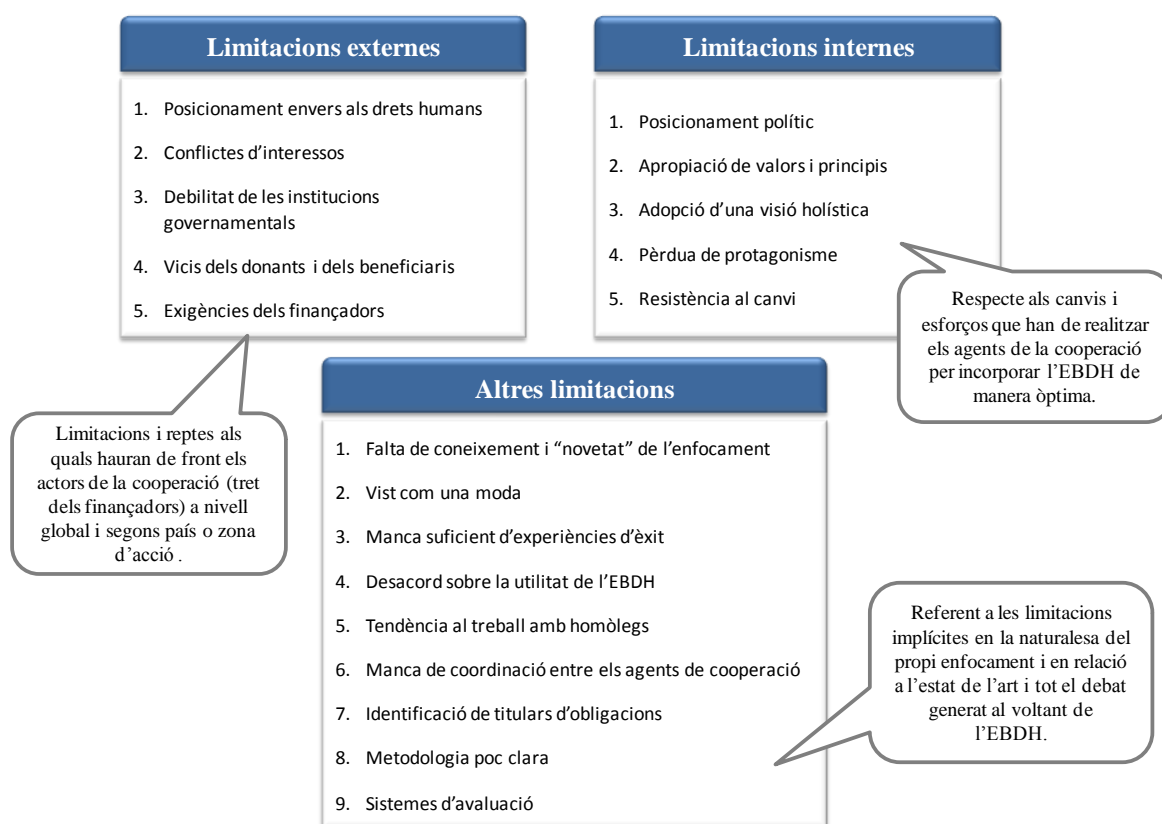 Limitacions externes
1. Posicionament envers als drets humans
2. Conflictes d'interessos
3. Debilitat de les institucions
governamentals
4. Vicis dels donants i dels beneficiaris
5. Exigències dels finançadors
Limitacions internes
1. Posicionament polític
2. Apropiació de valors i principis
3. Adopció d'una visió holística
4. Pèrdua de protagonisme
5. Resistència al canvi
Respecte als canvis i
esforços que han de realitzar
els agents de la cooperació
per incorporar l'EBDH de
manera òptima.
Limitacions i reptes als
quals hauran de front els
actors de la cooperació (tret
dels finançadors) a nivell
global i segons país o zona
d'acció .
Altres limitacions
1. Falta de coneixement i “novetat” de l'enfocament
2. Vist com una moda
3. Manca suficient d'experiències d'èxit
4. Desacord sobre la utilitat de l'EBDH
5. Tendència al treball amb homòlegs
6. Manca de coordinació entre els agents de cooperació
7. Identificació de titulars d'obligacions
8. Metodologia poc clara
9. Sistemes d'avaluació
Referent a les limitacions
implícites en la naturalesa del
propi enfocament i en relació
a l'estat de l'art i tot el debat
generat al voltant de
l'EBDH.